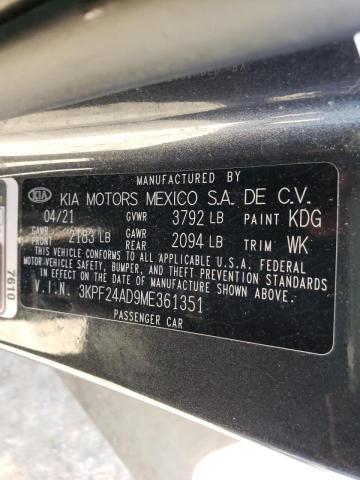 MANUFACTURED BY
KIA KIA MOTORS MEXICO S.A. DE C.V.
04/21 GVWR 3792 LB PAINT KDG
GAWR FRONT 2183 LB GAWR REAR 2094 LB TRIM WK
THIS VEHICLE CONFORMS TO ALL APPLICABLE U.S.A. FEDERAL
MOTOR-VEHICLE SAFETY, BUMPER, AND THEFT PREVENTION
STANDARDS IN EFFECT ON THE DATE OF MANUFACTURE SHOWN ABOVE.
V.I.N. 3KPF24AD9ME361351
PASSENGER CAR
7610